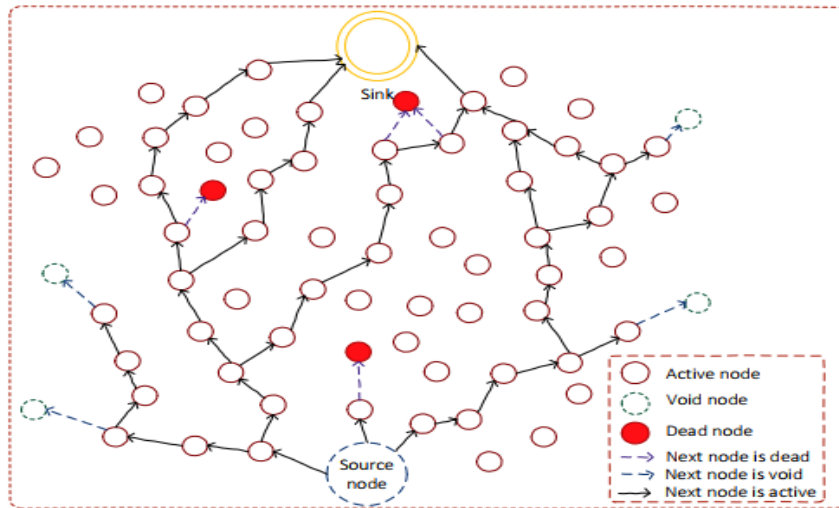 Sink
Source
node
Active node
Void node
Dead node
Next node is dead
Next node is void
Next node is active